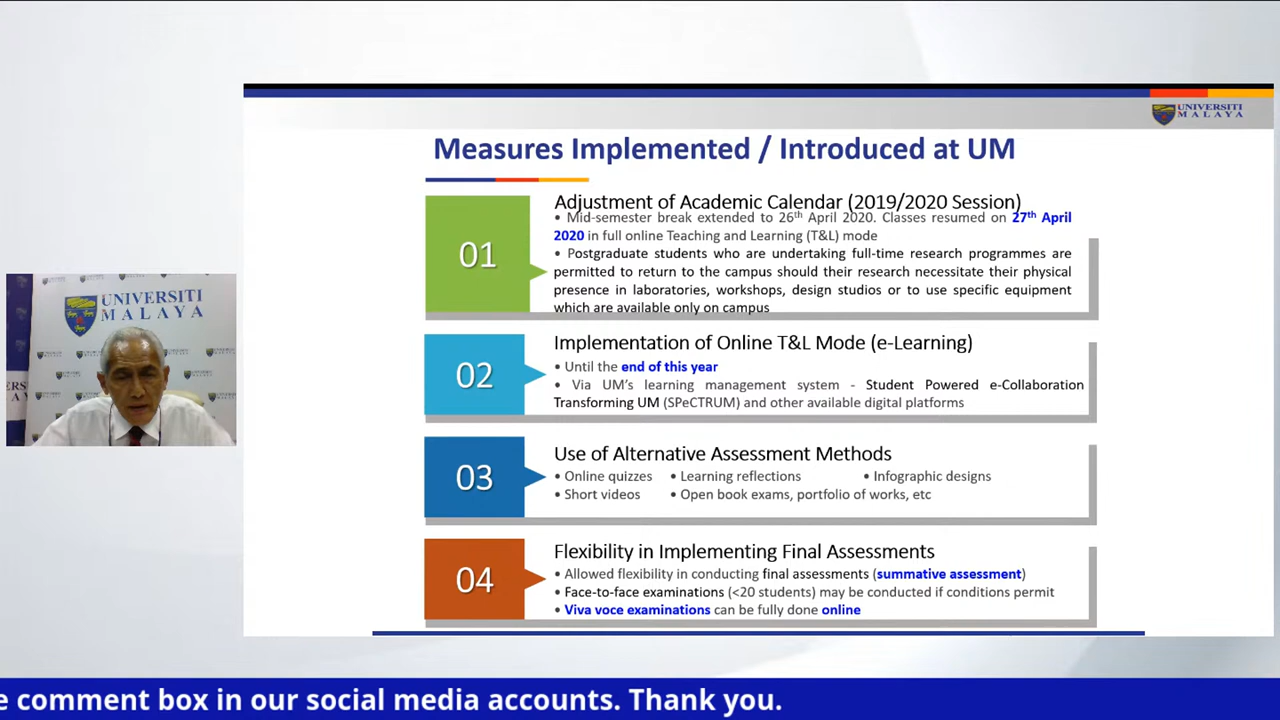 UNIVERSITI
MALAYA
Measures Implemented / Introduced at UM
01
Adjustment of Academic Calendar (2019/2020 Session)
• Mid-semester break extended to 26th April 2020. Classes resumed on 27th April
2020 in full online Teaching and Learning (T&L) mode
• Postgraduate students who are undertaking full-time research programmes are
permitted to return to the campus should their research necessitate their physical
presence in laboratories, workshops, design studios or to use specific equipment
which are available only on campus
02
Implementation of Online T&L Mode (e-Learning)
• Until the end of this year
• Via UM's learning management system - Student Powered e-Collaboration
Transforming UM (SPeCTRUM) and other available digital platforms
03
Use of Alternative Assessment Methods
• Online quizzes • Learning reflections • Infographic designs
• Short videos • Open book exams, portfolio of works, etc
04
Flexibility in Implementing Final Assessments
• Allowed flexibility in conducting final assessments (summative assessment)
• Face-to-face examinations (<20 students) may be conducted if conditions permit
• Viva voce examinations can be fully done online
UNIVERSITI
MALAYA
e comment box in our social media accounts. Thank you.